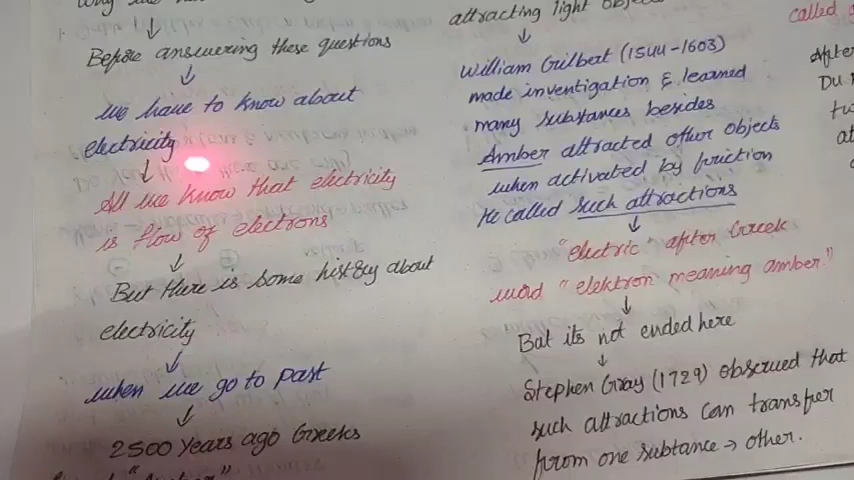 Before answering these questions
↓
we have to know about
electricity
↓
All we know that electricity
is flow of electrons
↓
But there is some history about
electricity
↓
when we go to Past
↓
2500 Years ago Greeks
attracting light
↓
William Gilbert (1544-1603)
made investigation & learned
many substances besides
Amber attracted other objects
when activated by friction
He called such attractions
↓
"electric" after Greek
word "elektron meaning amber."
↓
But its not ended here
↓
Stephen Gray (1729) observed that
such attractions can transfer
from one substance → other.
called
After
Du